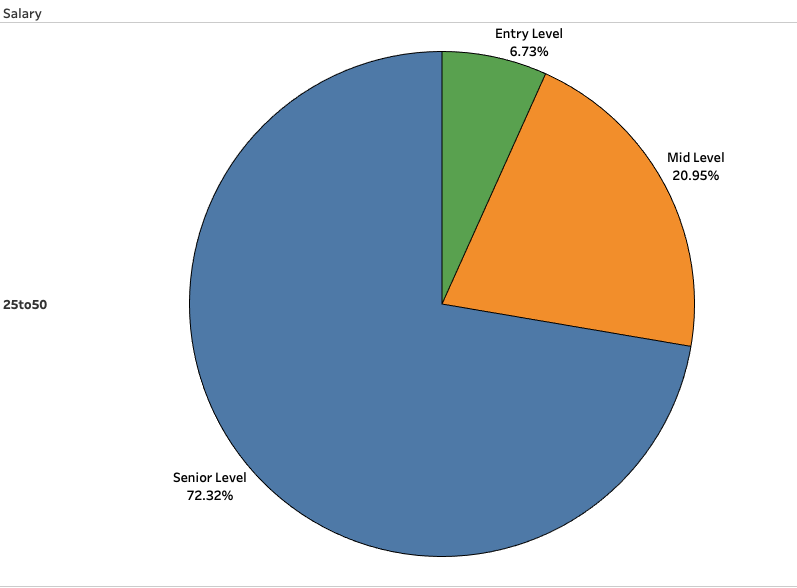 Salary
Entry Level
6.73%
Mid Level
20.95%
25to50
Senior Level
72.32%